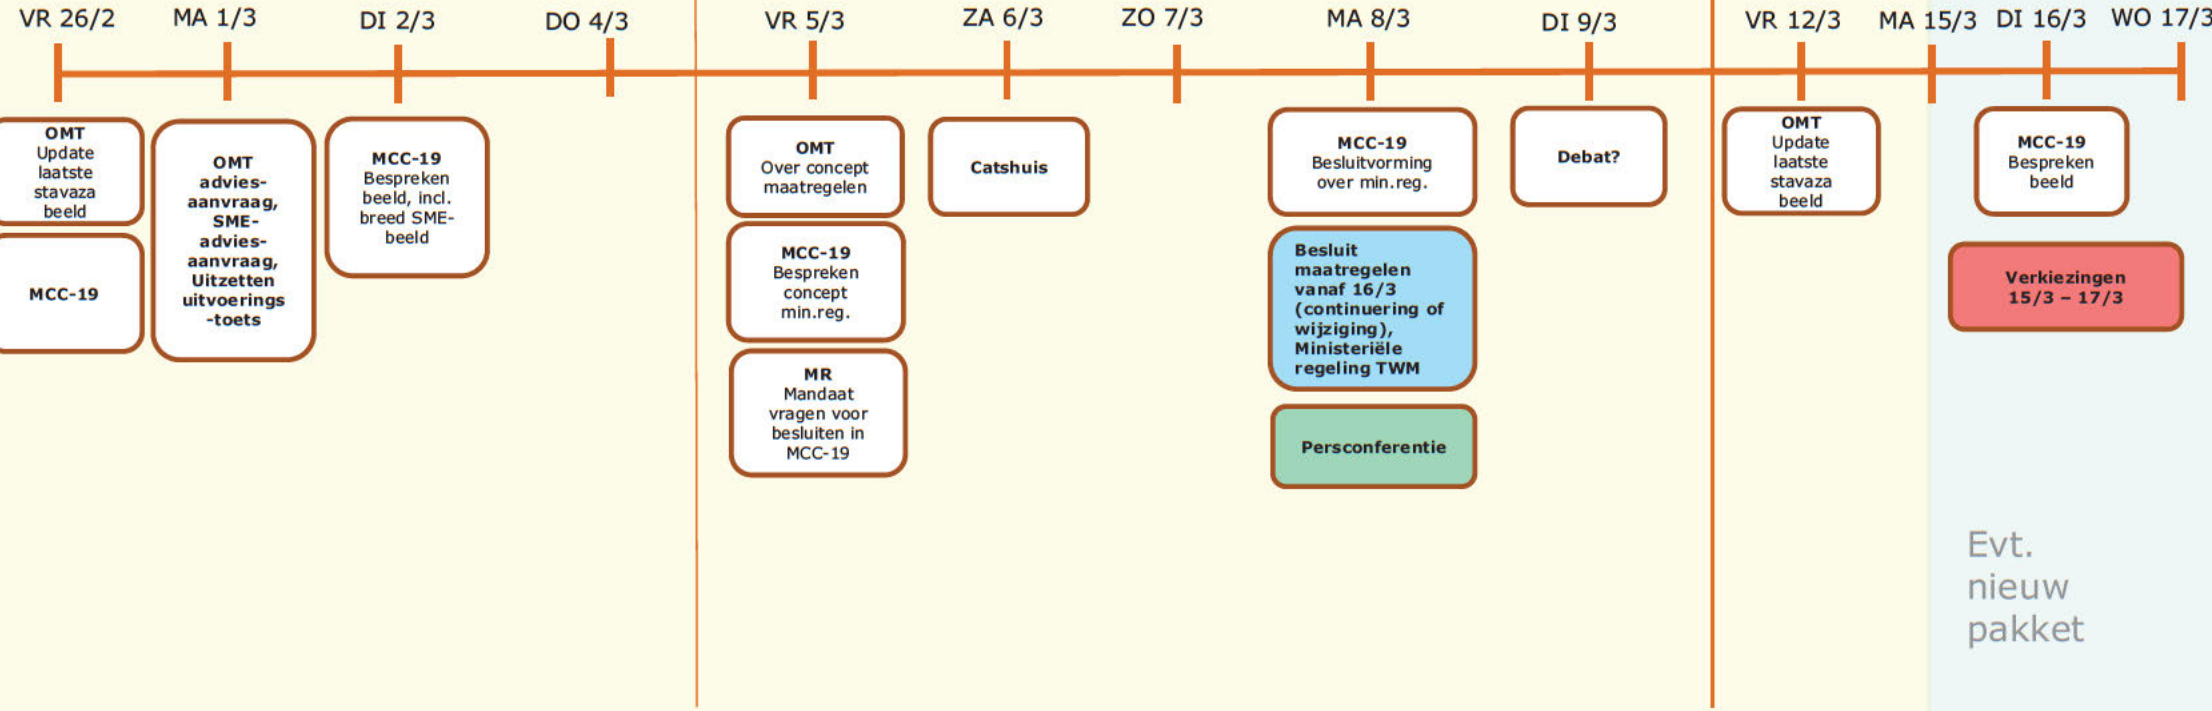 VR 26/2
MA 1/3
DI 2/3
DO 4/3
VR 5/3
ZA 6/3
ZO 7/3
MA 8/3
DI 9/3
VR 12/3
MA 15/3
DI 16/3
WO 17/3
OMT
Update
laatste
stavaza
beeld
MCC-19
OMT
advies-
aanvraag,
SME-
advies-
aanvraag,
Uitzetten
uitvoerings
-toets
MCC-19
Bespreken
beeld, incl.
breed SME-
beeld
OMT
Over concept
maatregelen
MCC-19
Bespreken
concept
min.reg.
MR
Mandaat
vragen voor
besluiten in
MCC-19
Catshuis
MCC-19
Besluitvorming
over min.reg.
Besluit
maatregelen
vanaf 16/3
(continuering of
wijziging),
Ministeriële
regeling TWM
Persconferentie
Debat?
OMT
Update
laatste
stavaza
beeld
MCC-19
Bespreken
beeld
Verkiezingen
15/3 – 17/3
Evt.
nieuw
pakket